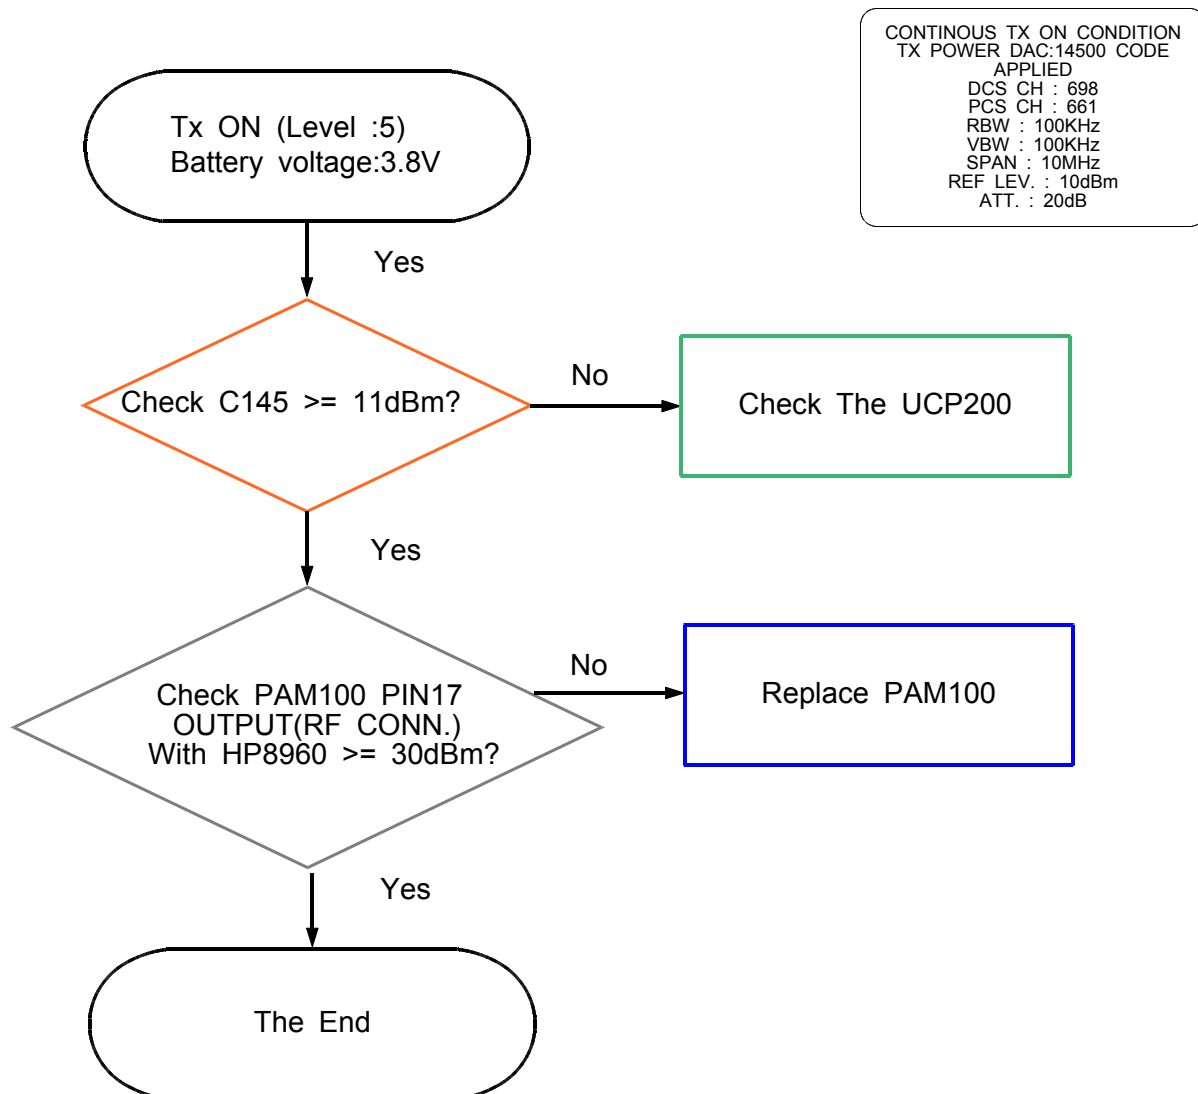 CONTINOUS TX ON CONDITION
TX POWER DAC:14500 CODE
APPLIED
DCS CH : 698
PCS CH : 661
RBW : 100KHz
VBW : 100KHz
SPAN : 10MHz
REF LEV. : 10dBm
ATT. : 20dB
Tx ON (Level :5)
Battery voltage:3.8V
Yes
Check C145 >= 11dBm?
No
Check The UCP200
Yes
Check PAM100 PIN17
OUTPUT(RF CONN.)
With HP8960 >= 30dBm?
No
Replace PAM100
Yes
The End